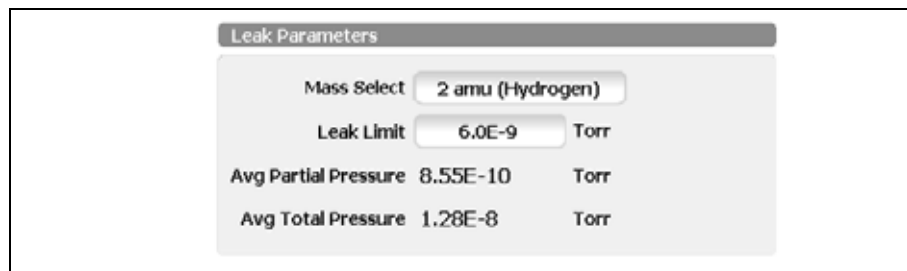 Leak Parameters
Mass Select 2 amu (Hydrogen)
Leak Limit 6.0E-9 Torr
Avg Partial Pressure 8.55E-10 Torr
Avg Total Pressure 1.28E-8 Torr